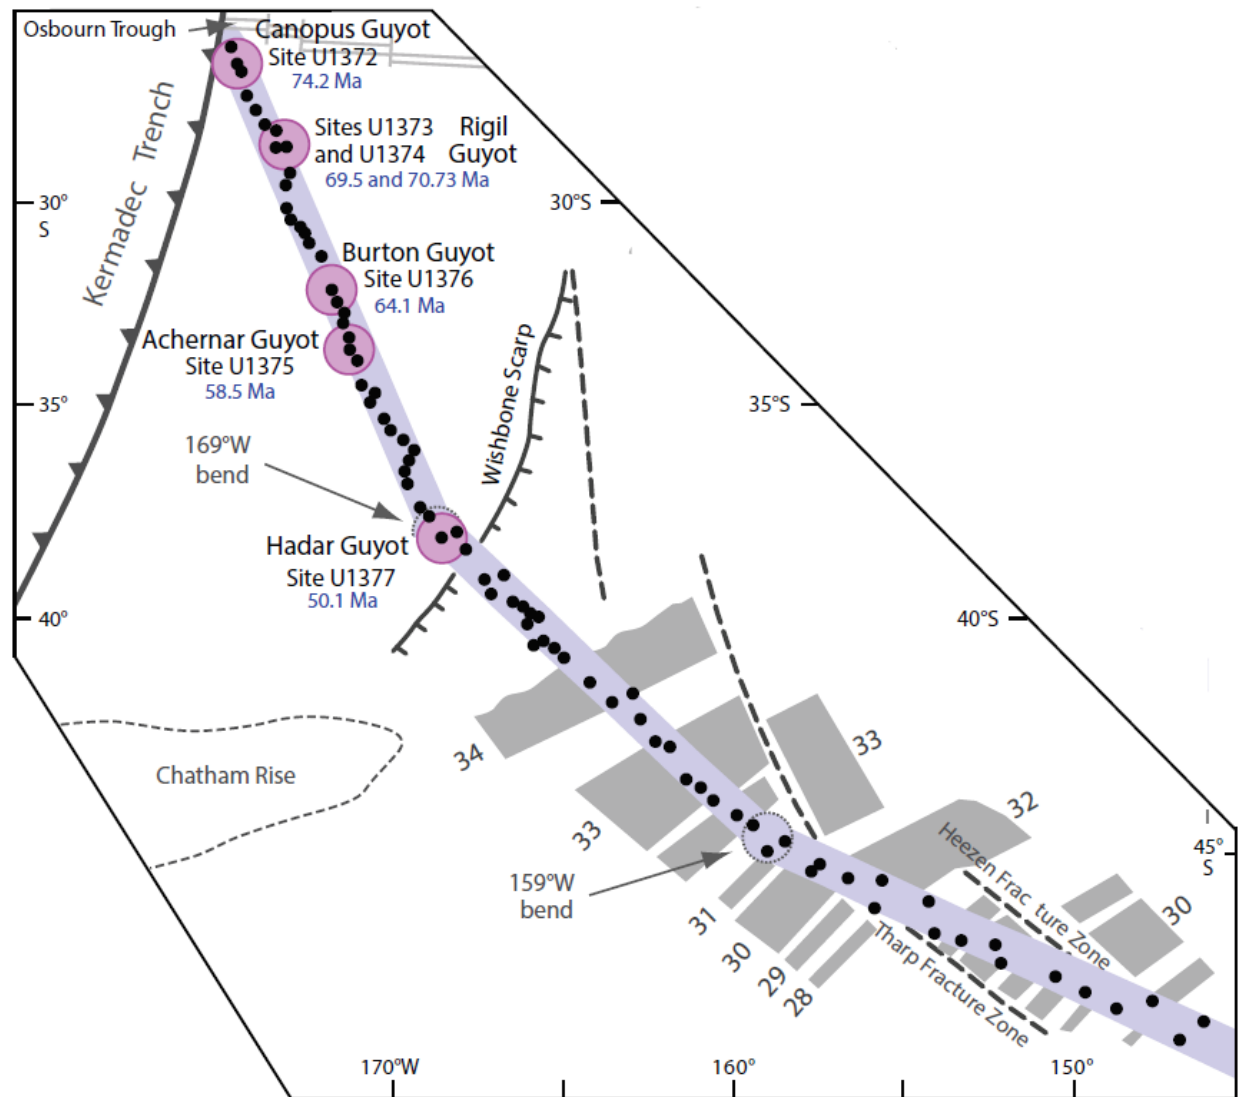 Osbourn Trough
Canopus Guyot
Site U1372
74.2 Ma
Kermadec Trench
Sites U1373
and U1374
Rigil
Guyot
69.5 and 70.73 Ma
30°
S
30°S
Burton Guyot
Site U1376
64.1 Ma
Achernar Guyot
Site U1375
58.5 Ma
Wishbone Scarp
35°
35°S
169°W
bend
Hadar Guyot
Site U1377
50.1 Ma
40°
40°S
34
33
Chatham Rise
33
32
45°
S
Heezen Frac ture Zone
159°W
bend
31
30
29
28
30
Tharp Fracture Zone
170°W
160°
150°